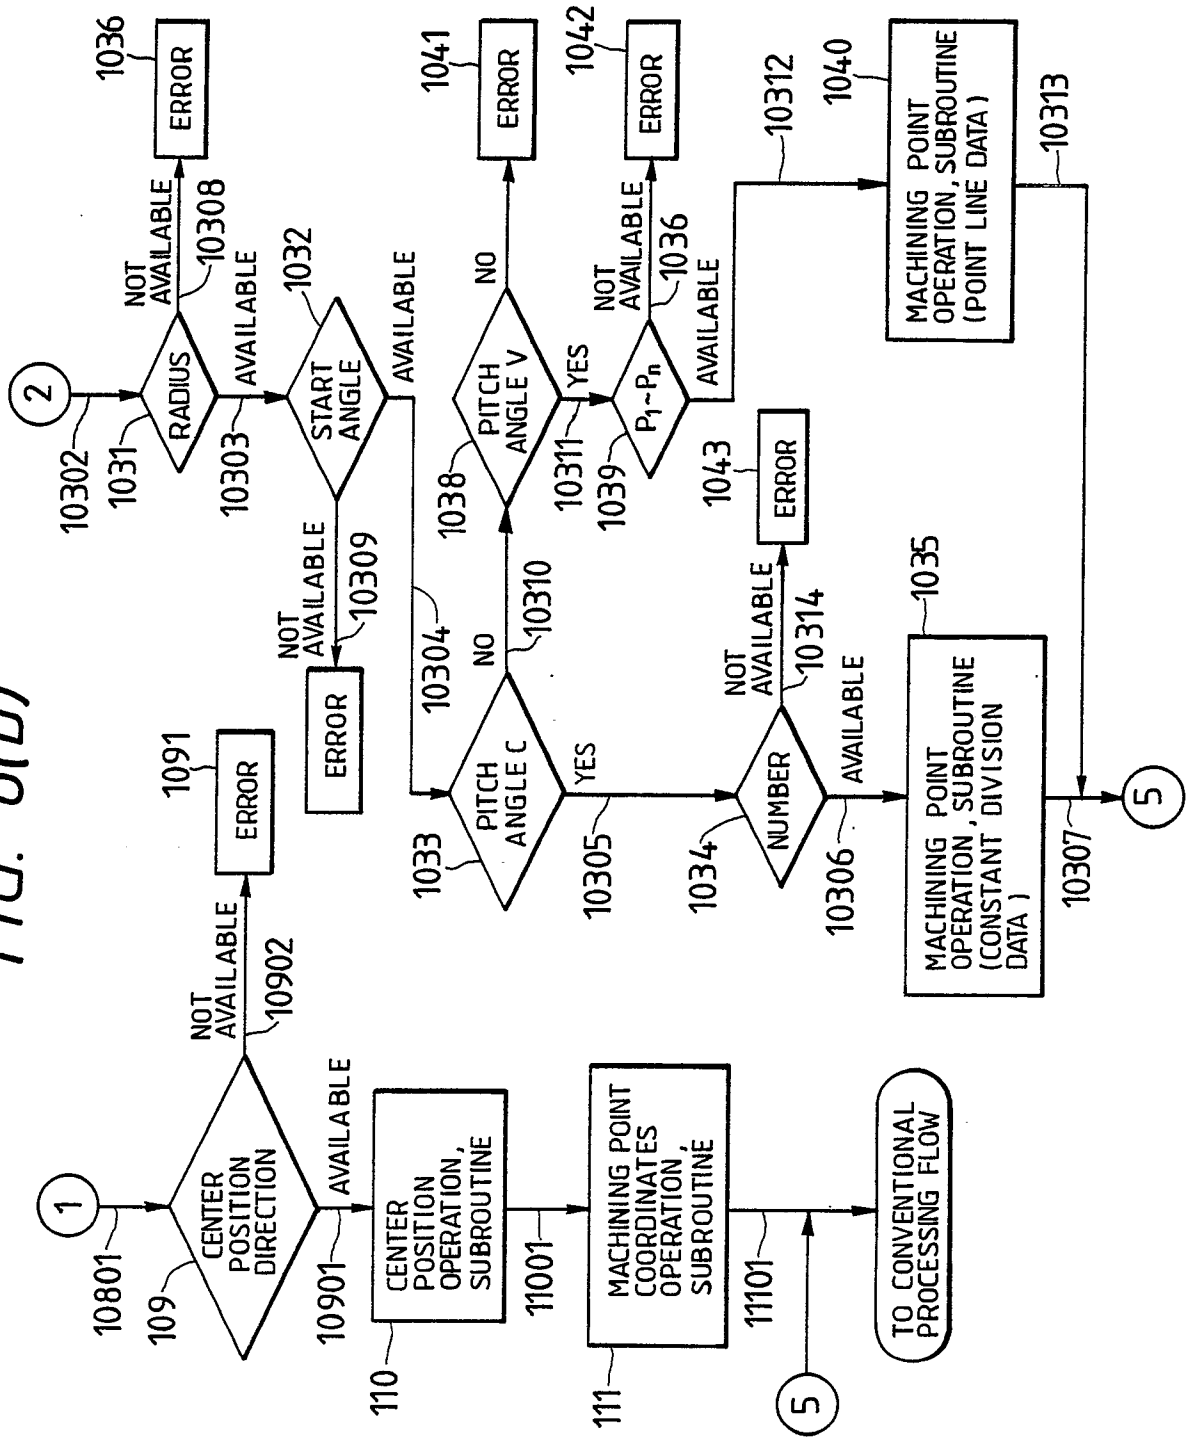 1
10801
109
CENTER
POSITION
DIRECTION
NOT
AVAILABLE
10902
1091
ERROR
10901
AVAILABLE
110
CENTER
POSITION
OPERATION,
SUBROUTINE
11001
111
MACHINING POINT
COORDINATES
OPERATION,
SUBROUTINE
11101
5
TO CONVENTIONAL
PROCESSING FLOW
2
10302
1031
RADIUS
NOT
AVAILABLE
10308
1036
ERROR
10303
AVAILABLE
1032
START
ANGLE
NOT
AVAILABLE
10309
ERROR
AVAILABLE
10304
1033
PITCH
ANGLE C
NO
10310
1038
PITCH
ANGLE V
NO
1041
ERROR
YES
10311
1039
P1~Pn
NOT
AVAILABLE
1036
1042
ERROR
AVAILABLE
10312
YES
10305
1034
NUMBER
NOT
AVAILABLE
10314
1043
ERROR
10306
AVAILABLE
1035
MACHINING POINT
OPERATION, SUBROUTINE
(CONSTANT DIVISION
DATA)
1040
MACHINING POINT
OPERATION, SUBROUTINE
(POINT LINE DATA)
10313
10307
5